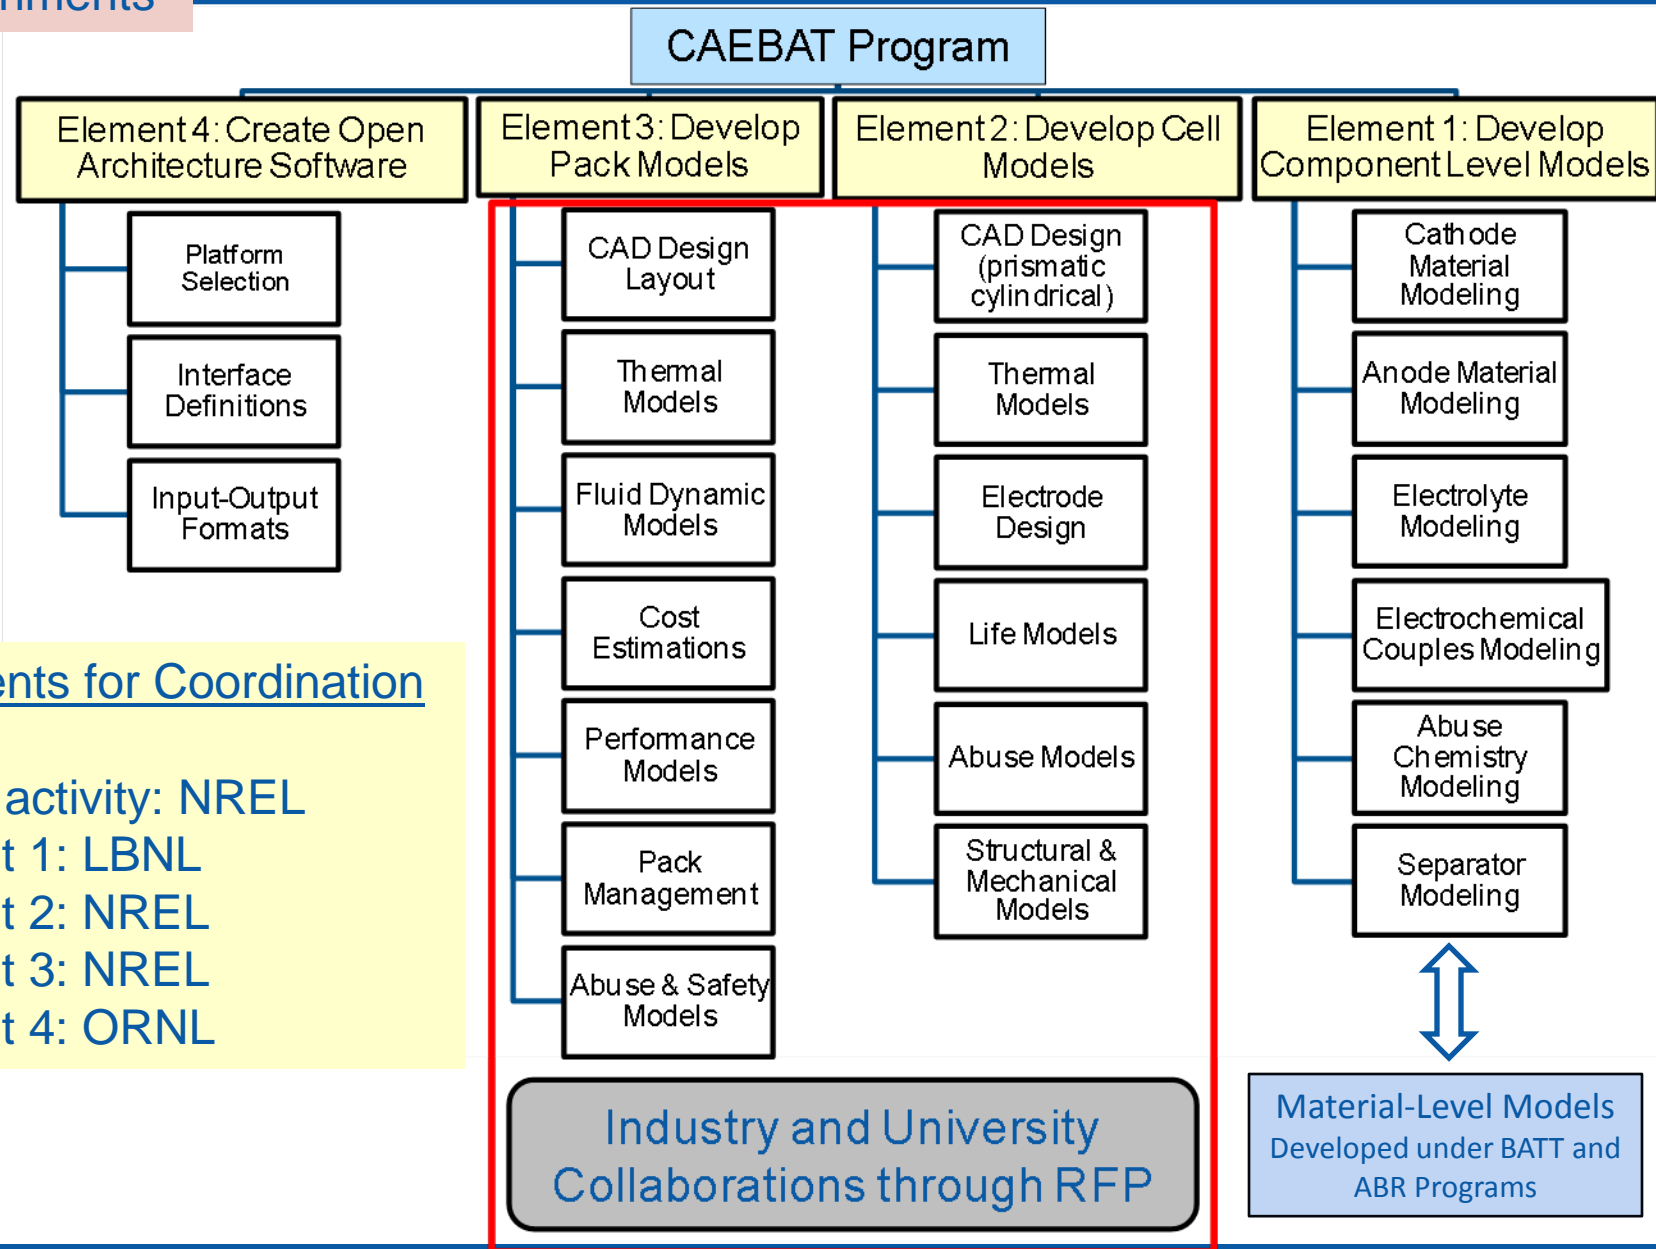 CAEBAT Program
Element 4: Create Open
Architecture Software
Platform
Selection
Interface
Definitions
Input-Output
Formats
Element 3: Develop
Pack Models
CAD Design
Layout
Thermal
Models
Fluid Dynamic
Models
Cost
Estimations
Performance
Models
Pack
Management
Abuse & Safety
Models
Element 2: Develop Cell
Models
CAD Design
(prismatic
cylindrical)
Thermal
Models
Electrode
Design
Life Models
Abuse Models
Structural &
Mechanical
Models
Element 1: Develop
Component Level Models
Cathode
Material
Modeling
Anode Material
Modeling
Electrolyte
Modeling
Electrochemical
Couples Modeling
Abuse
Chemistry
Modeling
Separator
Modeling
for Coordination
activity: NREL
1: LBNL
2: NREL
3: NREL
4: ORNL
Industry and University
Collaborations through RFP
Material-Level Models
Developed under BATT and
ABR Programs